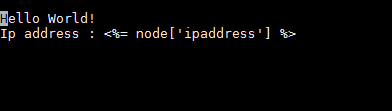 Hello World!
Ip address : <%= node['ipaddress'] %>